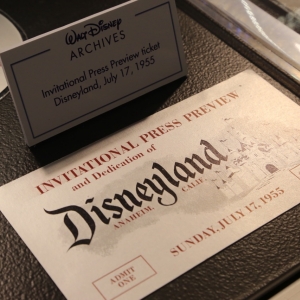 WALT DISNEY
ARCHIVES
Invitational Press Preview ticket
Disneyland, July 17, 1955
INVITATIONAL PRESS PREVIEW
and Dedication of
Disneyland
ANAHEIM, CALIF.
SUNDAY, JULY 17, 1955
ADMIT
ONE